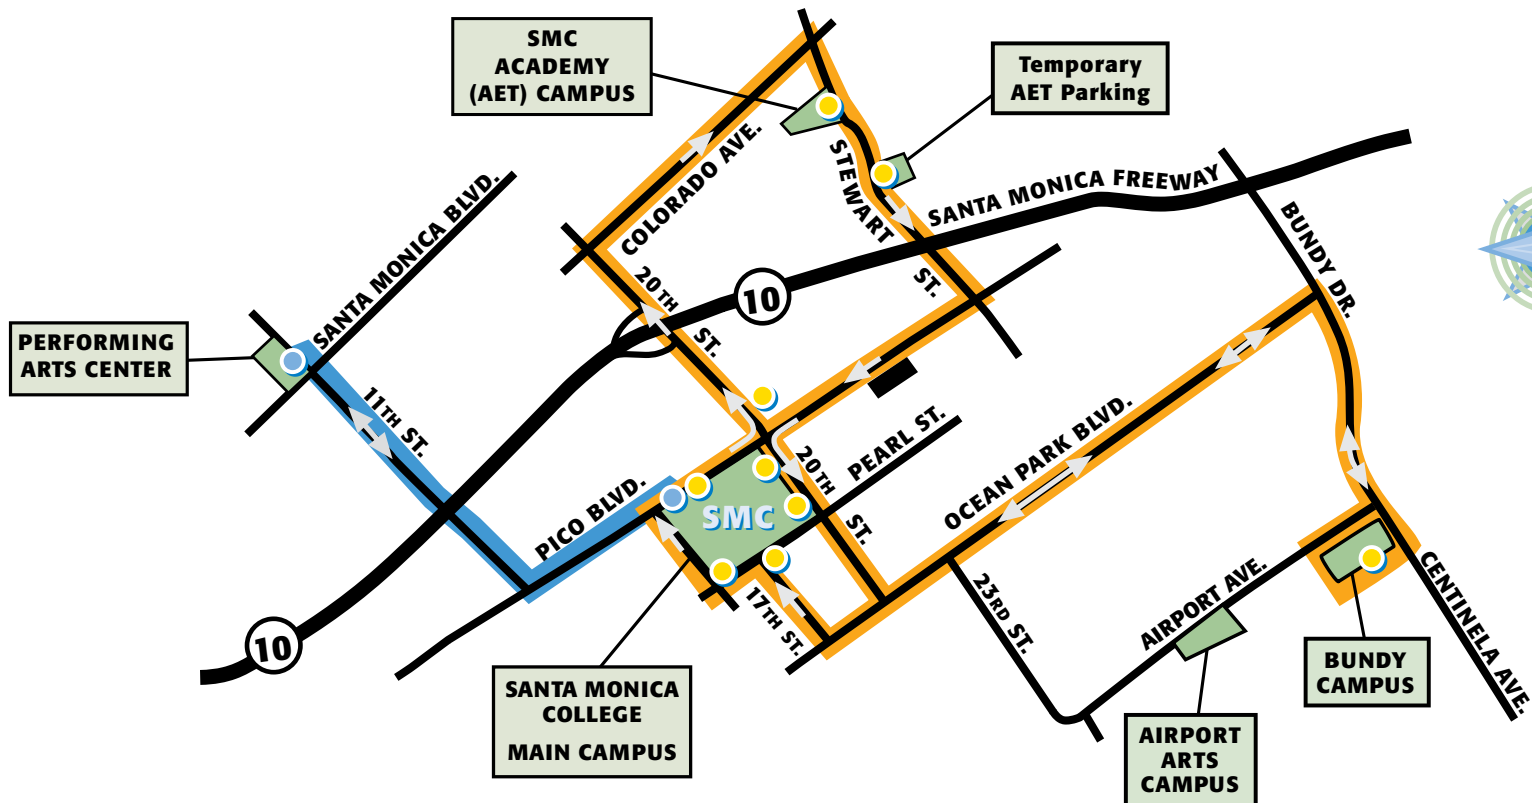 SMC
ACADEMY
(AET) CAMPUS
Temporary
AET Parking
COLORADO AVE.
STEWART
ST.
SANTA MONICA FREEWAY
SANTA MONICA BLVD.
BUNDY DR.
20TH
ST.
10
PERFORMING
ARTS CENTER
11TH ST.
PICO BLVD.
SMC
20TH
ST.
PEARL ST.
OCEAN PARK BLVD.
17TH ST.
23RD ST.
AIRPORT AVE.
CENTINELA AVE.
10
SANTA MONICA
COLLEGE
MAIN CAMPUS
BUNDY
CAMPUS
AIRPORT
ARTS
CAMPUS